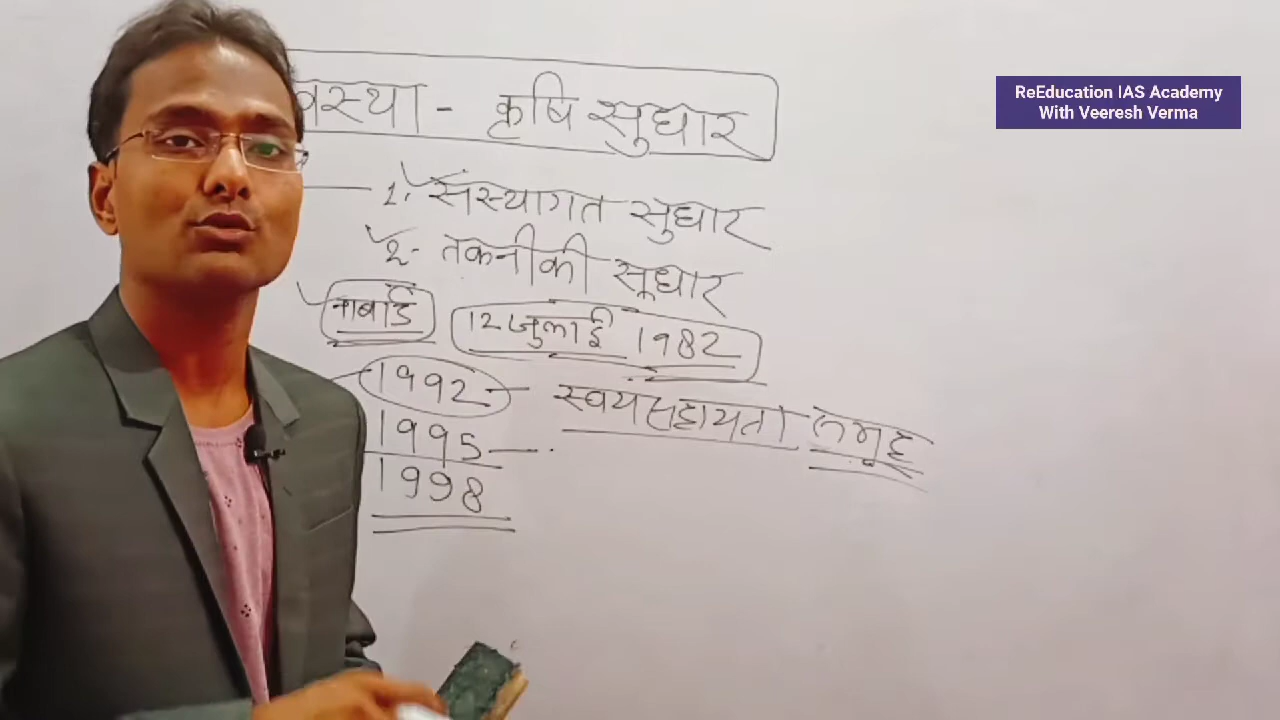 ReEducation IAS Academy
With Veeresh Verma
वस्था - कृषि सुधार
1. संस्थागत सुधार
2- तकनीकी सुधार
नाबार्ड 12 जुलाई 1982
1992 - स्वयं सहायता समूह
1995
1998